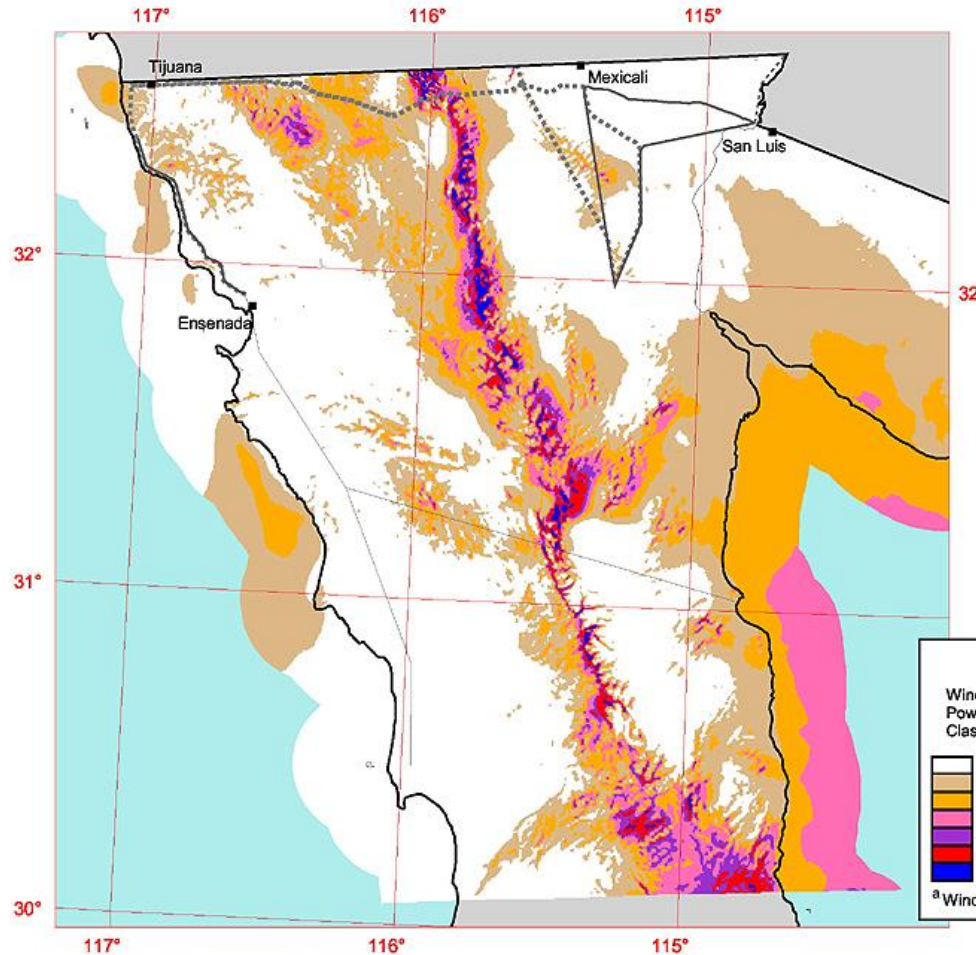 117°
116°
115°
Tijuana
Mexicali
San Luis
32°
32
Ensenada
31°
30°
Wind
Pow
Clas
a Wind
117°
116°
115°